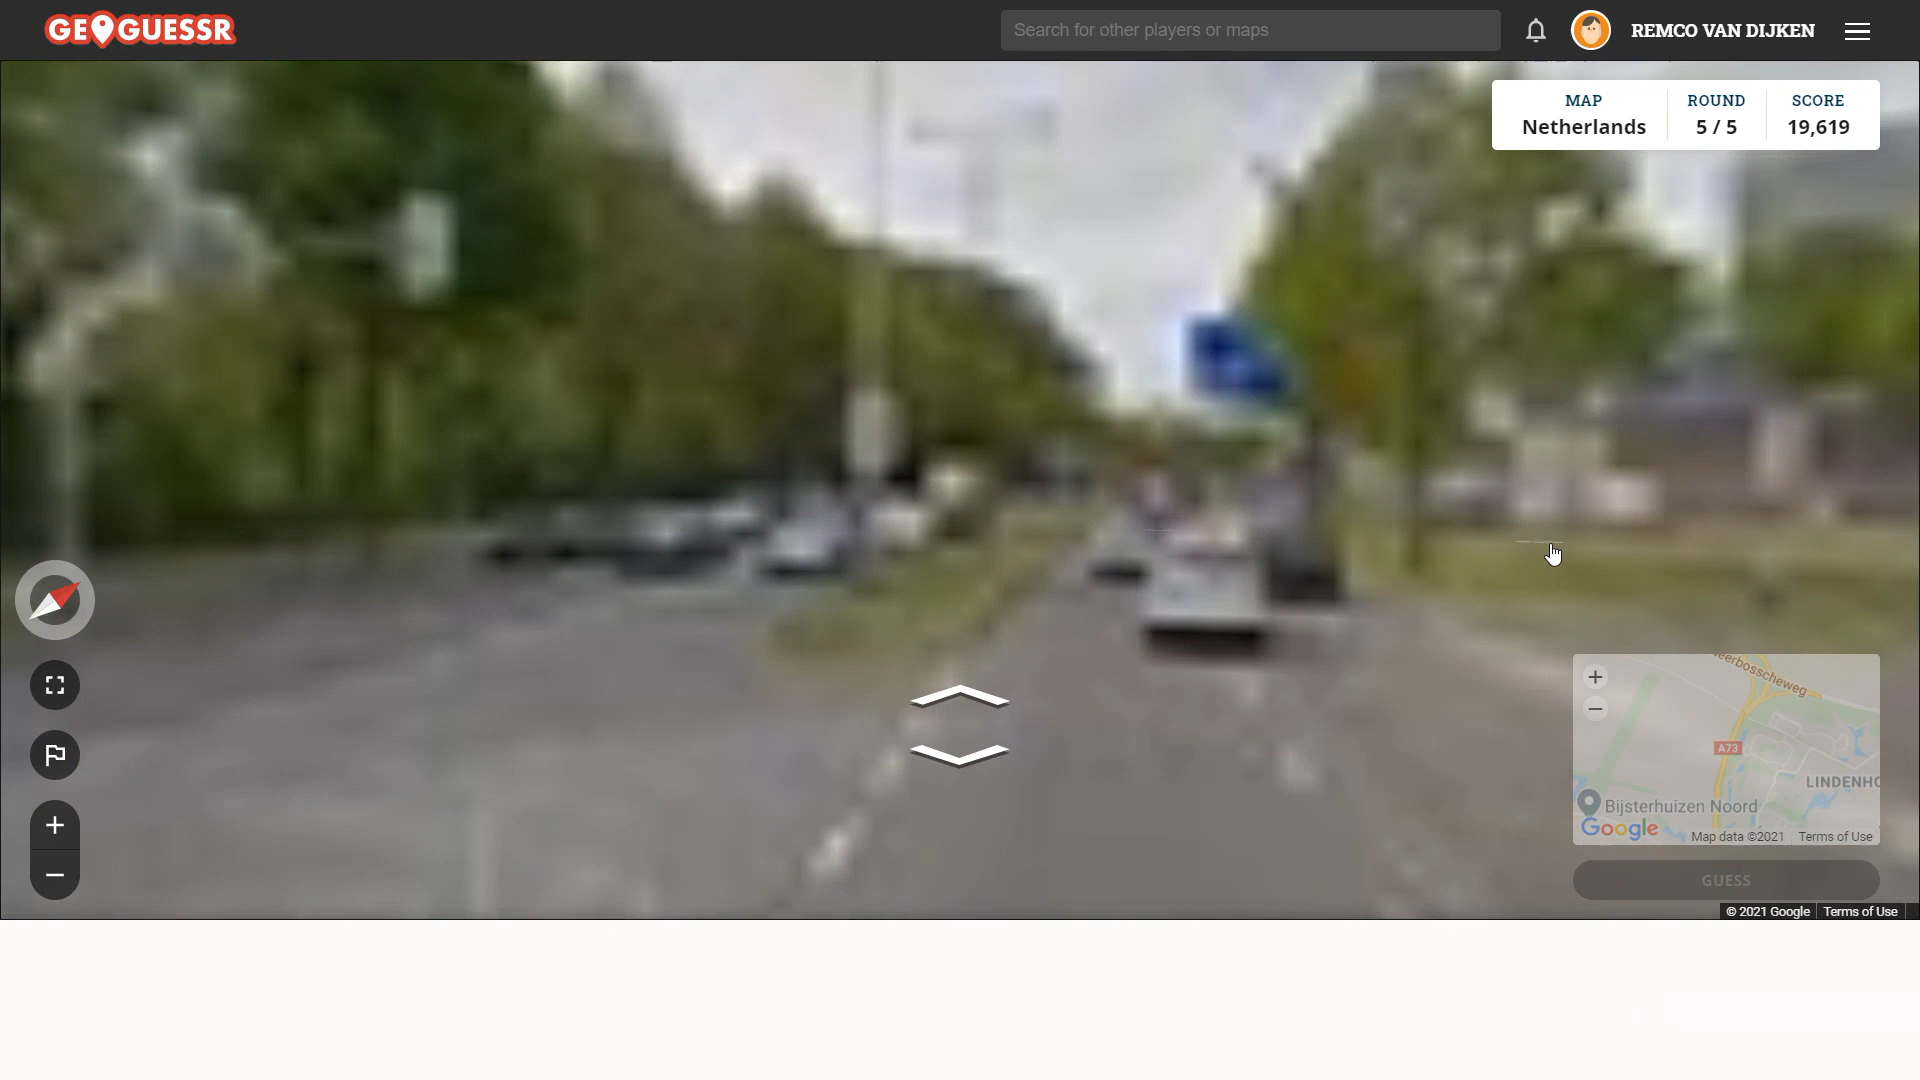 GEOGUESSR
Search for other players or maps
REMCO VAN DIJKEN
MAP
Netherlands
ROUND
5 / 5
SCORE
19,619
eerbosscheweg
A73
LINDENHO
Bijsterhuizen Noord
Google
Map data ©2021
Terms of Use
GUESS
© 2021 Google
Terms of Use